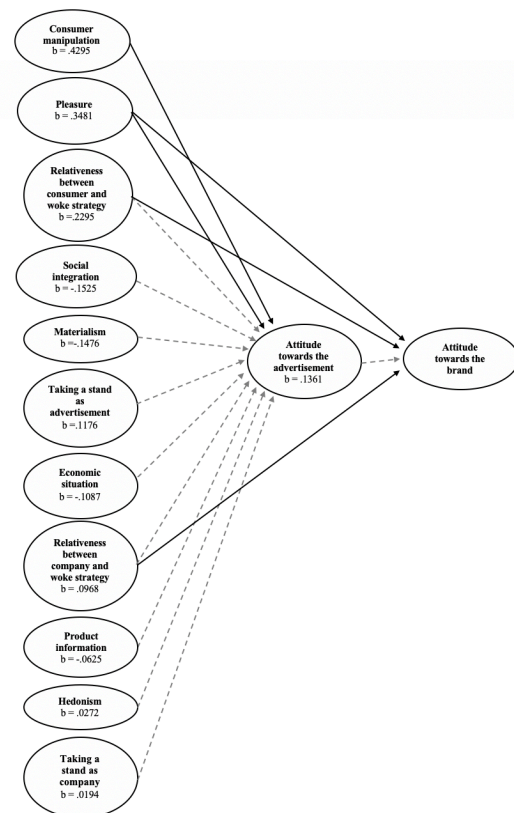 Consumer
manipulation
b = .4295
Pleasure
b = .3481
Relativeness
between
consumer and
woke strategy
b =.2295
Social
integration
b = -.1525
Materialism
b =-.1476
Taking a stand
as
advertisement
b =.1176
Economic
situation
b = -.1087
Relativeness
between
company and
woke strategy
b =.0968
Product
information
b = -.0625
Hedonism
b = .0272
Taking a
stand as
company
b = .0194
Attitude
towards the
advertisement
b = .1361
Attitude
towards the
brand